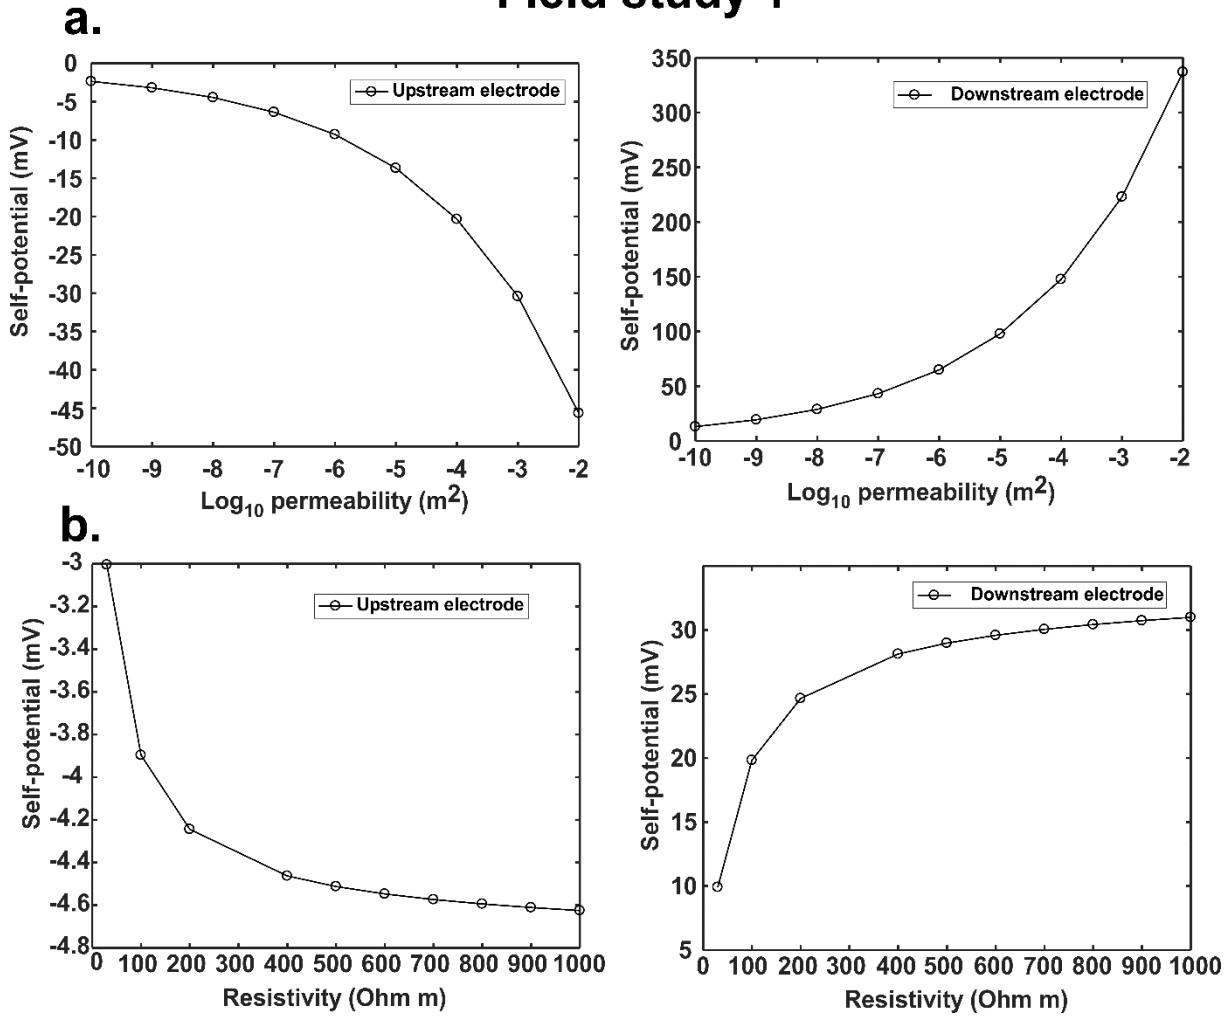 Field study
a.
0
-5
-10
-15
-20
-25
-30
-35
-40
-45
-50
Self-potential (mV)
Upstream electrode
-10 -9 -8 -7 -6 -5 -4 -3 -2
Log10 permeability (m2)
350
300
250
200
150
100
50
0
Self-potential (mV)
Downstream electrode
-10 -9 -8 -7 -6 -5 -4 -3 -2
Log10 permeability (m2)
b.
-3
-3.2
-3.4
-3.6
-3.8
-4
-4.2
-4.4
-4.6
-4.8
Self-potential (mV)
Upstream electrode
0 100 200 300 400 500 600 700 800 900 1000
Resistivity (Ohm m)
30
25
20
15
10
5
Self-potential (mV)
Downstream electrode
0 100 200 300 400 500 600 700 800 900 1000
Resistivity (Ohm m)